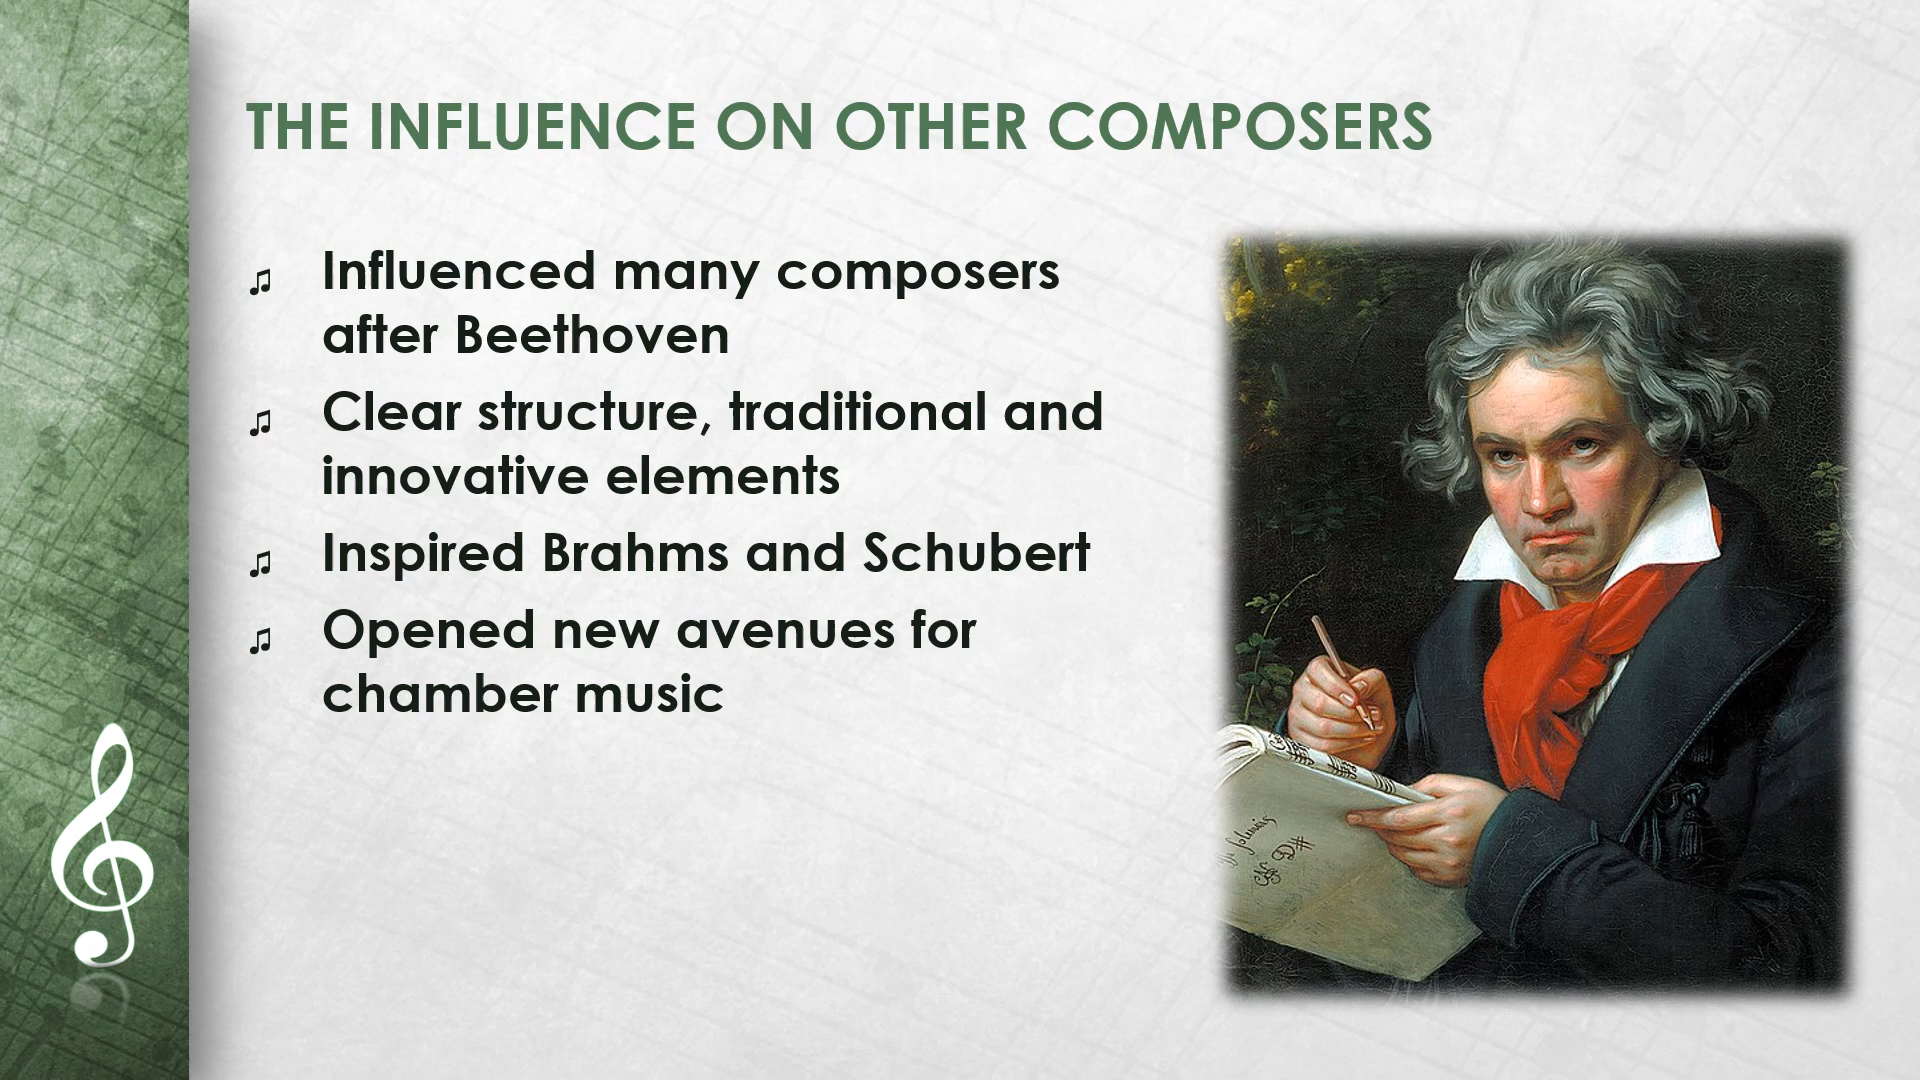 THE INFLUENCE ON OTHER COMPOSERS
♫ Influenced many composers
after Beethoven
♫ Clear structure, traditional and
innovative elements
♫ Inspired Brahms and Schubert
♫ Opened new avenues for
chamber music
D#